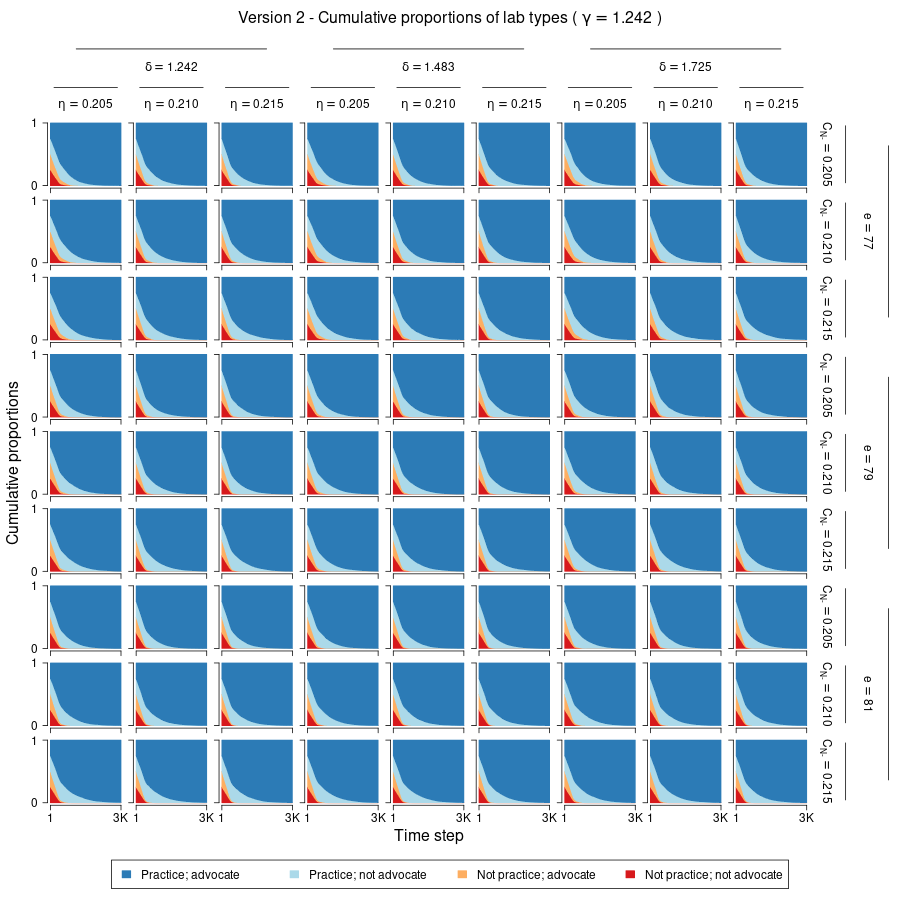 Version 2 - Cumulative proportions of lab types ( γ = 1.242 )
δ = 1.242 δ = 1.483 δ = 1.725
η = 0.205 η = 0.210 η = 0.215 η = 0.205 η = 0.210 η = 0.215 η = 0.205 η = 0.210 η = 0.215
1
0
C_N- = 0.205
1
0
C_N- = 0.210
e = 77
1
0
C_N- = 0.215
1
0
C_N- = 0.205
1
0
C_N- = 0.210
e = 79
1
0
C_N- = 0.215
1
0
C_N- = 0.205
1
0
C_N- = 0.210
e = 81
1
0
C_N- = 0.215
Cumulative proportions
1 3K 1 3K 1 3K 1 3K 1 3K 1 3K 1 3K 1 3K 1 3K
Time step
Practice; advocate Practice; not advocate Not practice; advocate Not practice; not advocate